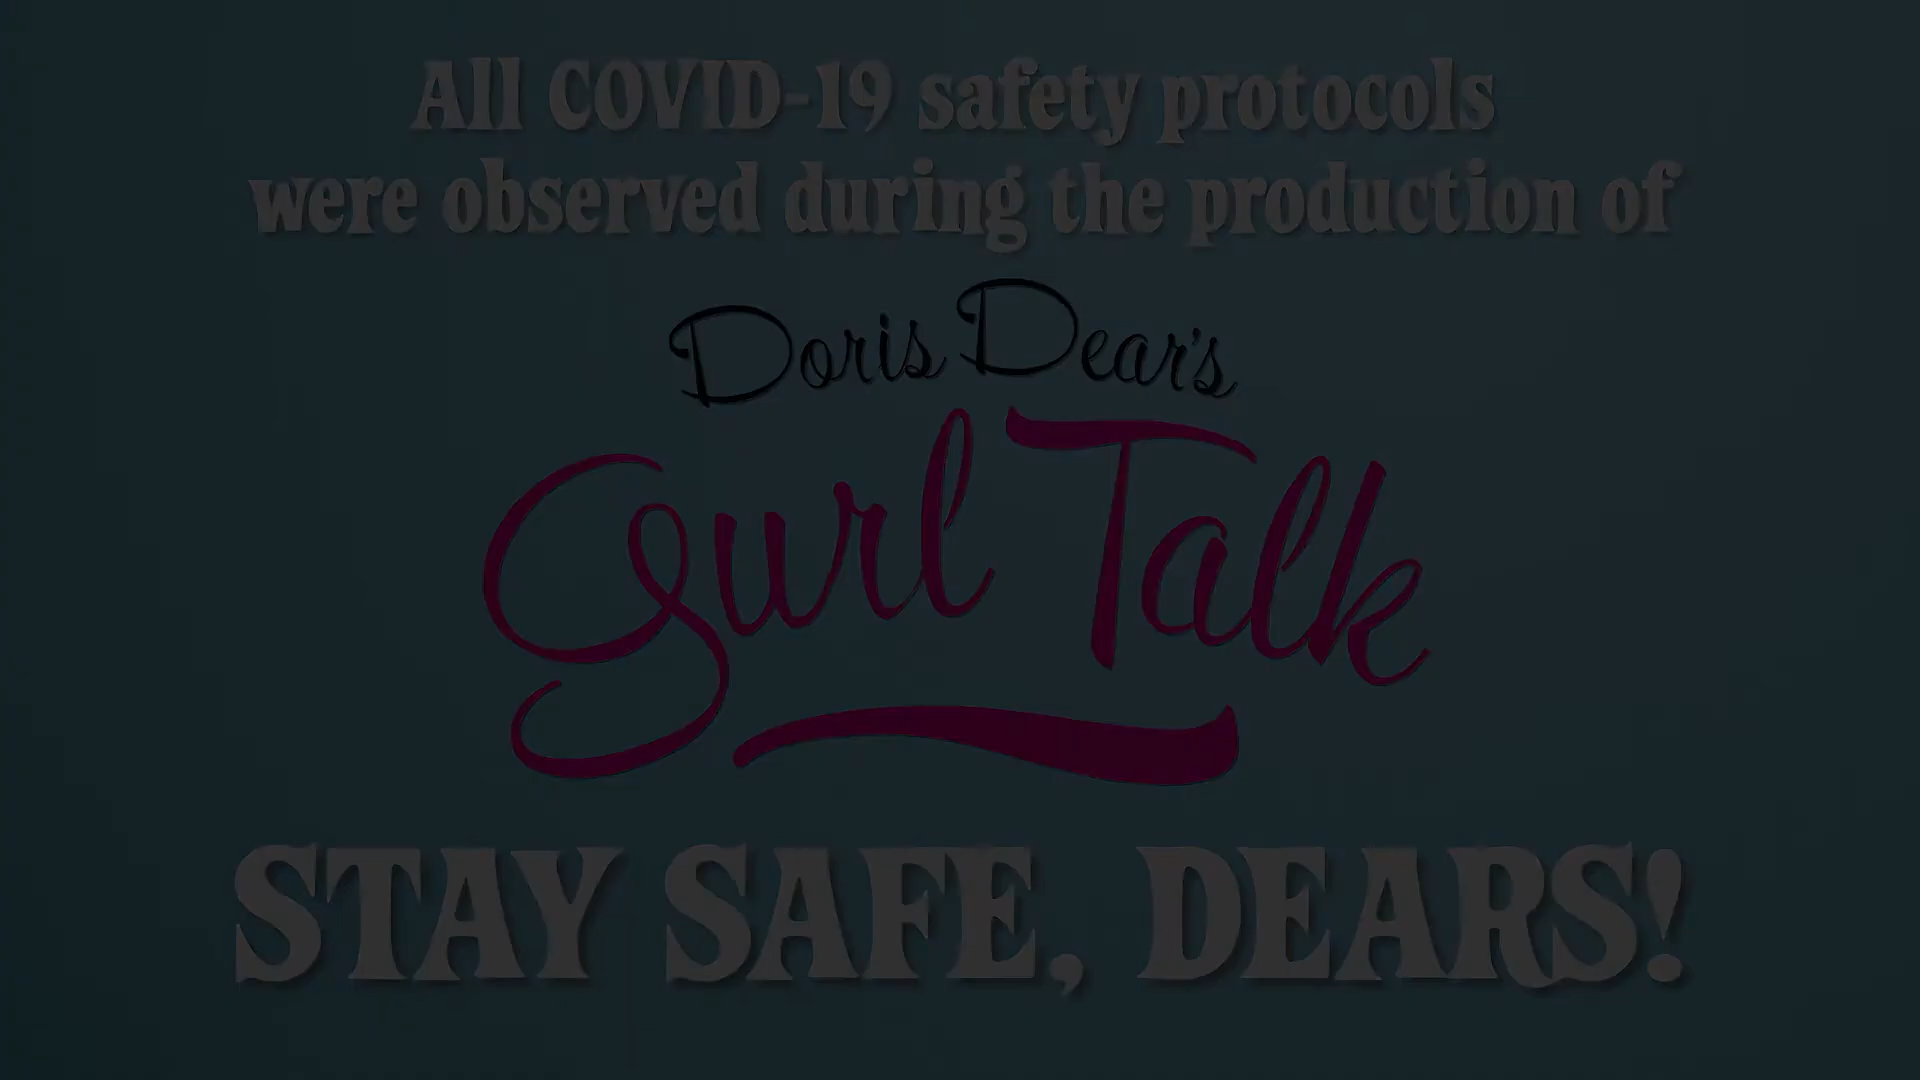 All COVID-19 safety protocols
were observed during the production of
Doris Dear's
Gurl Talk
STAY SAFE, DEARS!